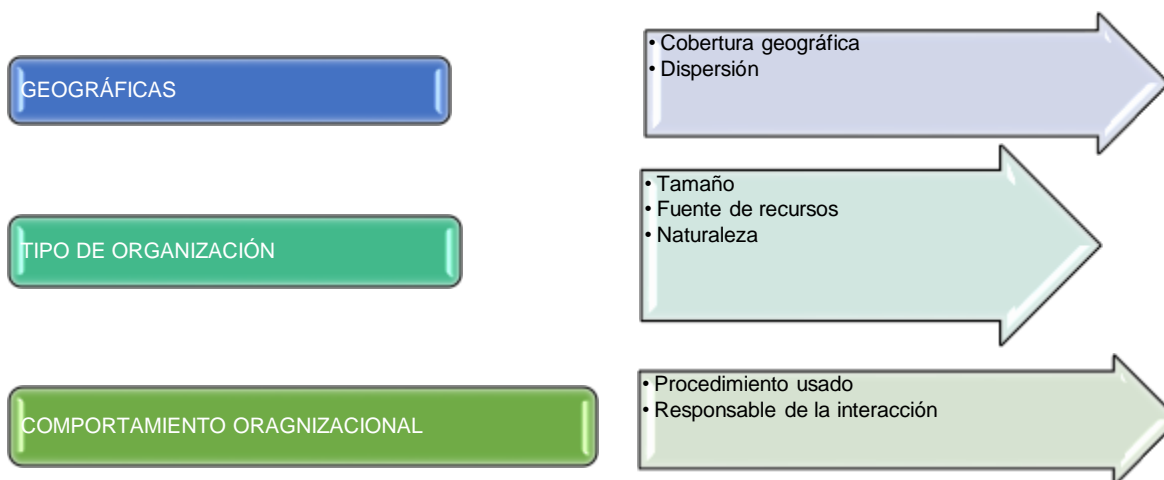 GEOGRÁFICAS
• Cobertura geográfica
• Dispersión
TIPO DE ORGANIZACIÓN
• Tamaño
• Fuente de recursos
• Naturaleza
COMPORTAMIENTO ORAGNIZACIONAL
• Procedimiento usado
• Responsable de la interacción